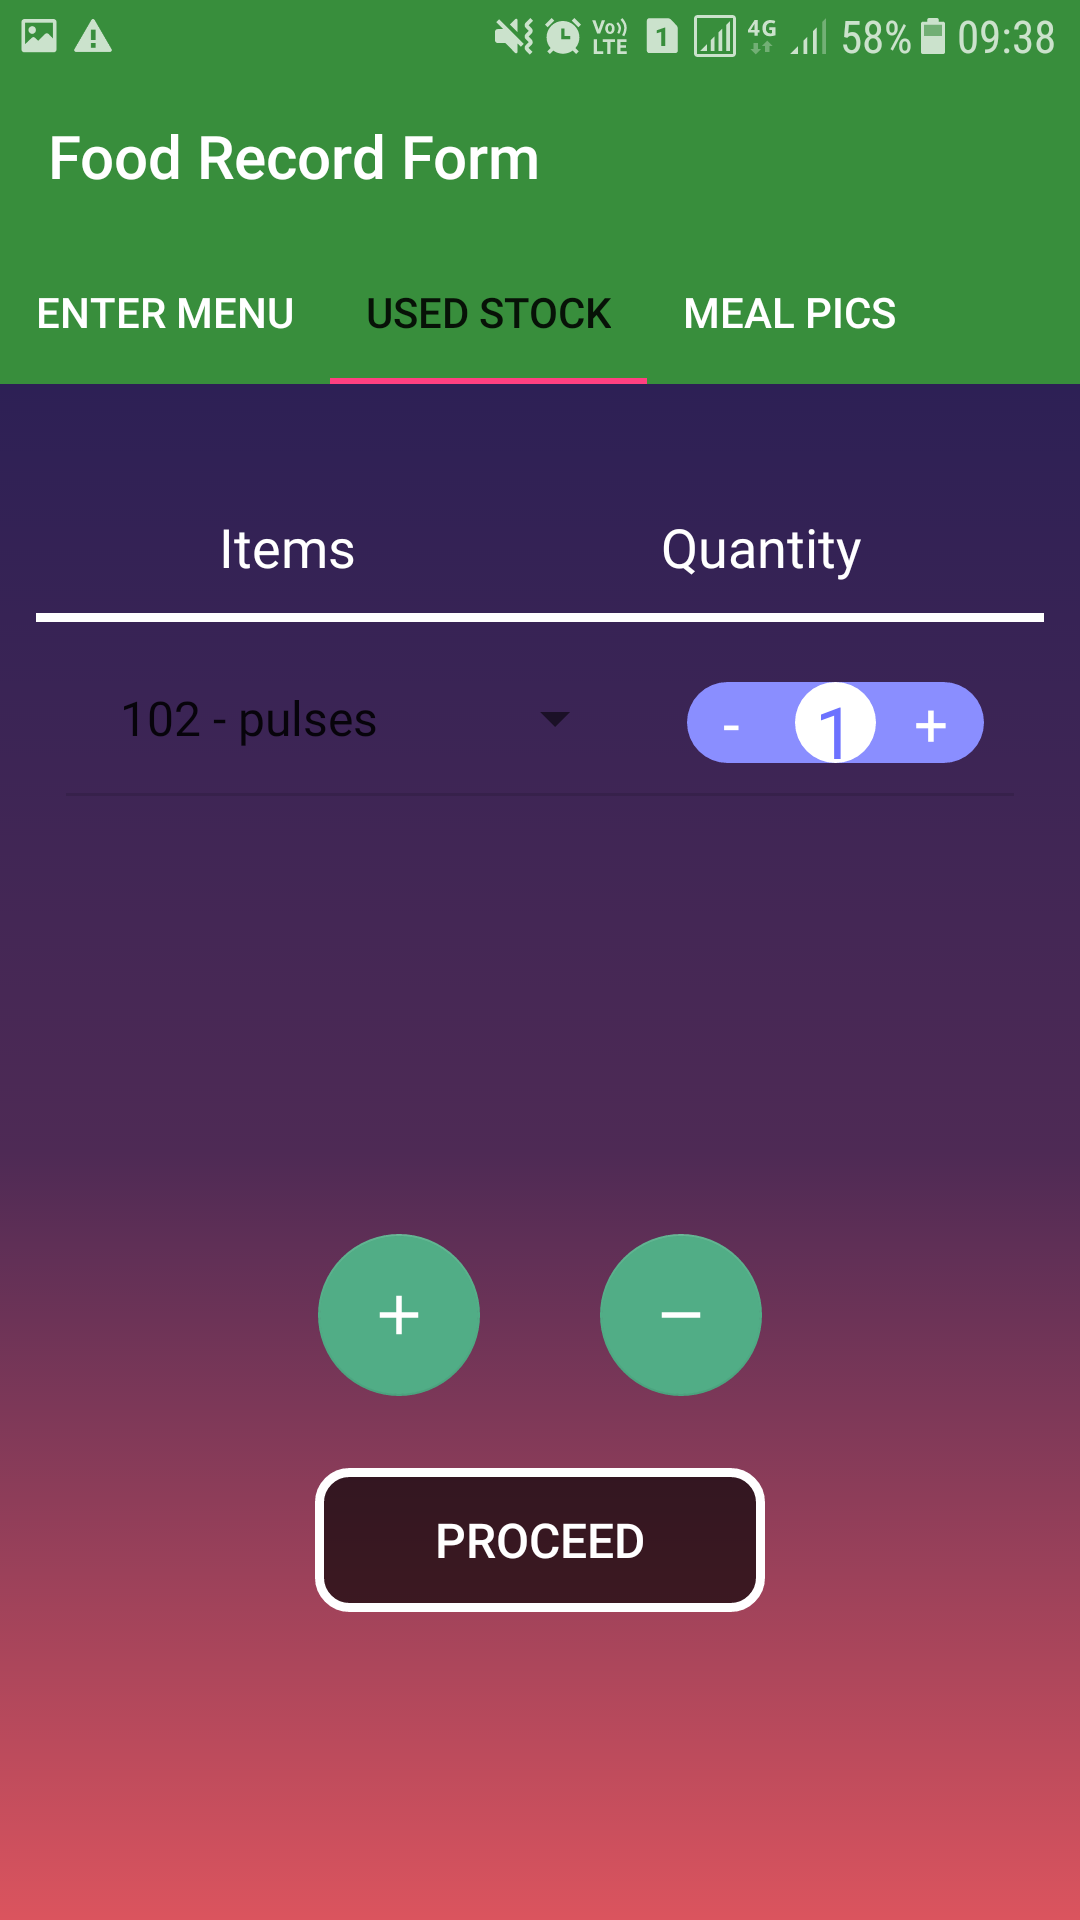 Vo)) LTE 1 4G 58% 09:38
Food Record Form
ENTER MENU USED STOCK MEAL PICS
Items Quantity
102 - pulses - 1 +
+ −
PROCEED